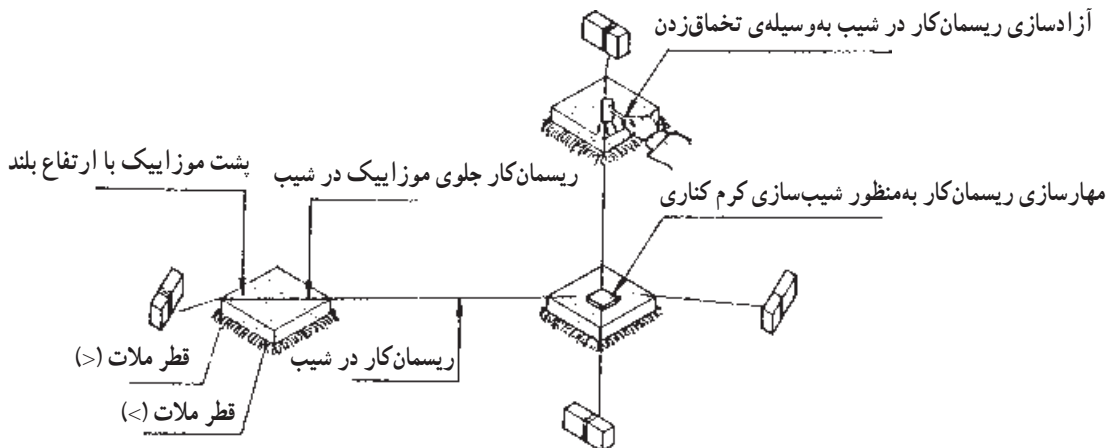 آزادسازی ریسمان‌کار در شیب به‌وسیله‌ی تخماق‌زدن
ریسمان‌کار جلوی موزاییک در شیب
پشت موزاییک با ارتفاع بلند
مهارسازی ریسمان‌کار به‌منظور شیب‌سازی کرم کناری
ریسمان‌کار در شیب
قطر ملات (<)
قطر ملات (>)